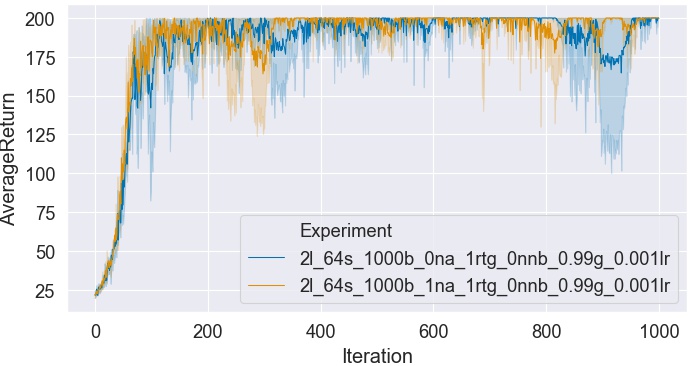 AverageReturn
200
175
150
125
100
75
50
25
Experiment
2l_64s_1000b_0na_1rtg_0nnb_0.99g_0.001lr
2l_64s_1000b_1na_1rtg_0nnb_0.99g_0.001lr
0 200 400 600 800 1000
Iteration